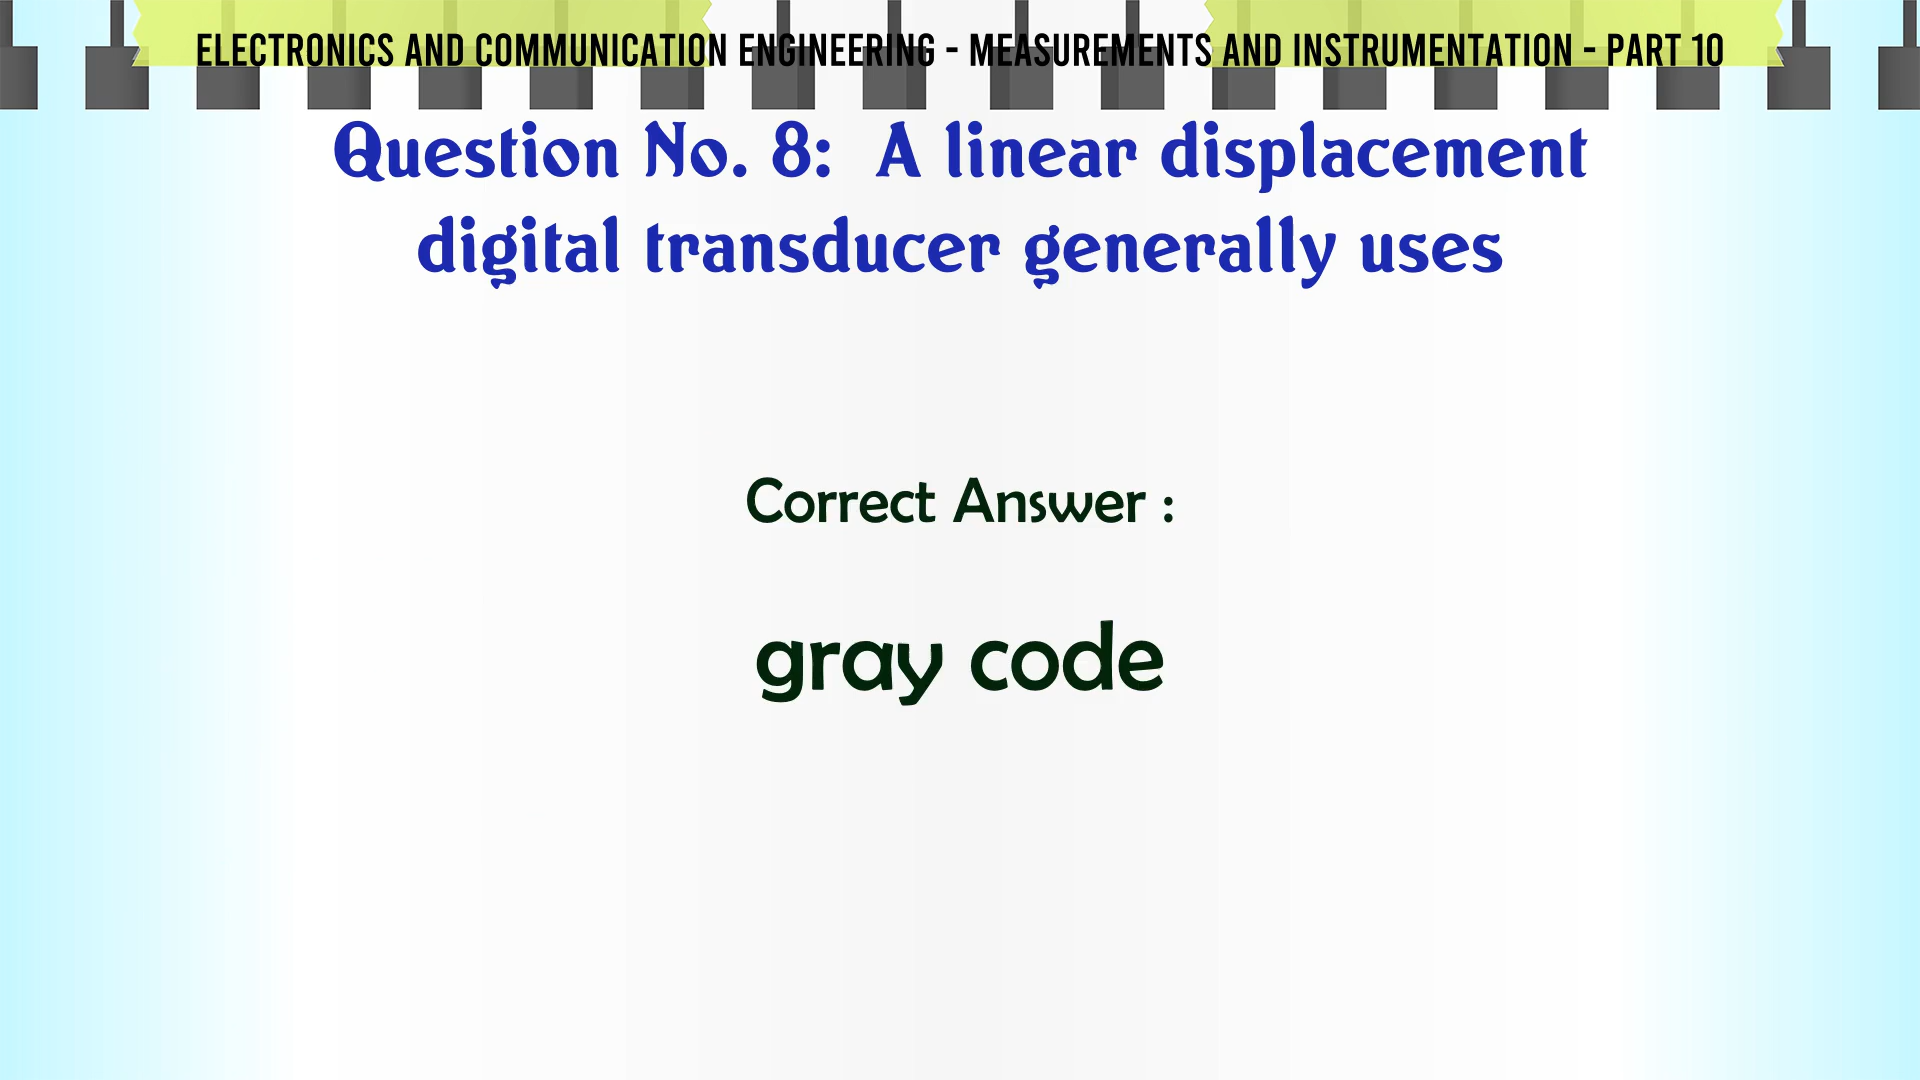 ELECTRONICS AND COMMUNICATION ENGINEERING - MEASUREMENTS AND INSTRUMENTATION - PART 10
Question No. 8: A linear displacement
digital transducer generally uses
Correct Answer :
gray code